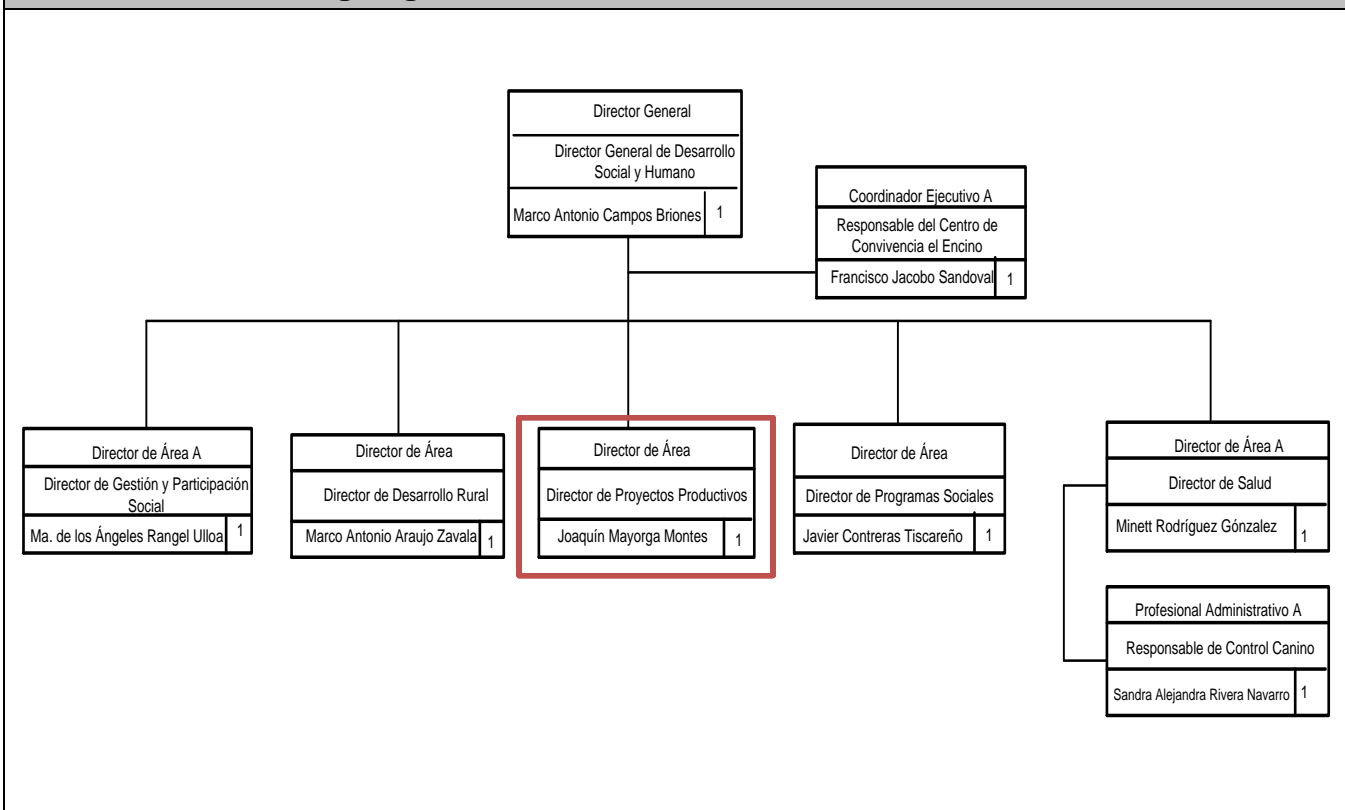 Director General
Director General de Desarrollo
Social y Humano
Marco Antonio Campos Briones 1
Coordinador Ejecutivo A
Responsable del Centro de
Convivencia el Encino
Francisco Jacobo Sandoval 1
Director de Área A
Director de Gestión y Participación
Social
Ma. de los Ángeles Rangel Ulloa 1
Director de Área
Director de Desarrollo Rural
Marco Antonio Araujo Zavala 1
Director de Área
Director de Proyectos Productivos
Joaquín Mayorga Montes 1
Director de Área
Director de Programas Sociales
Javier Contreras Tiscareño 1
Director de Área A
Director de Salud
Minett Rodríguez Gónzalez 1
Profesional Administrativo A
Responsable de Control Canino
Sandra Alejandra Rivera Navarro 1